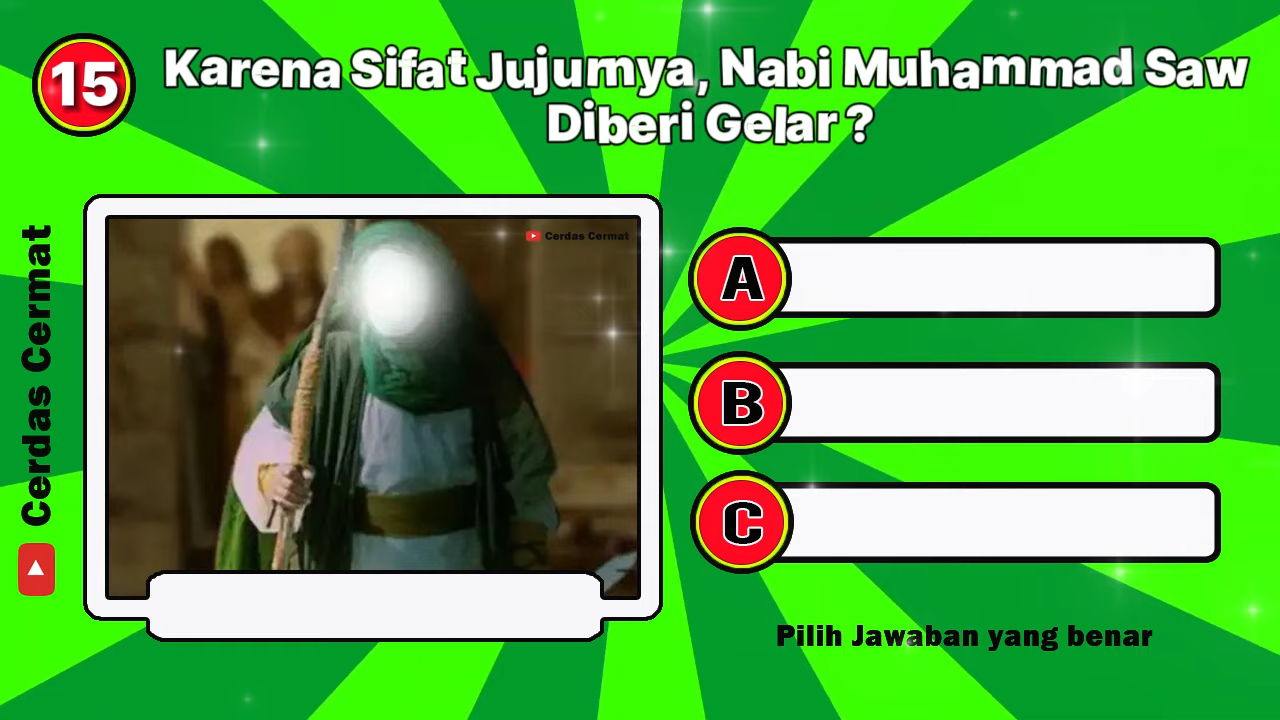 15
Karena Sifat Jujurnya, Nabi Muhammad Saw
Diberi Gelar ?
Cerdas Cermat
Cerdas Cermat
A
B
C
Pilih Jawaban yang benar